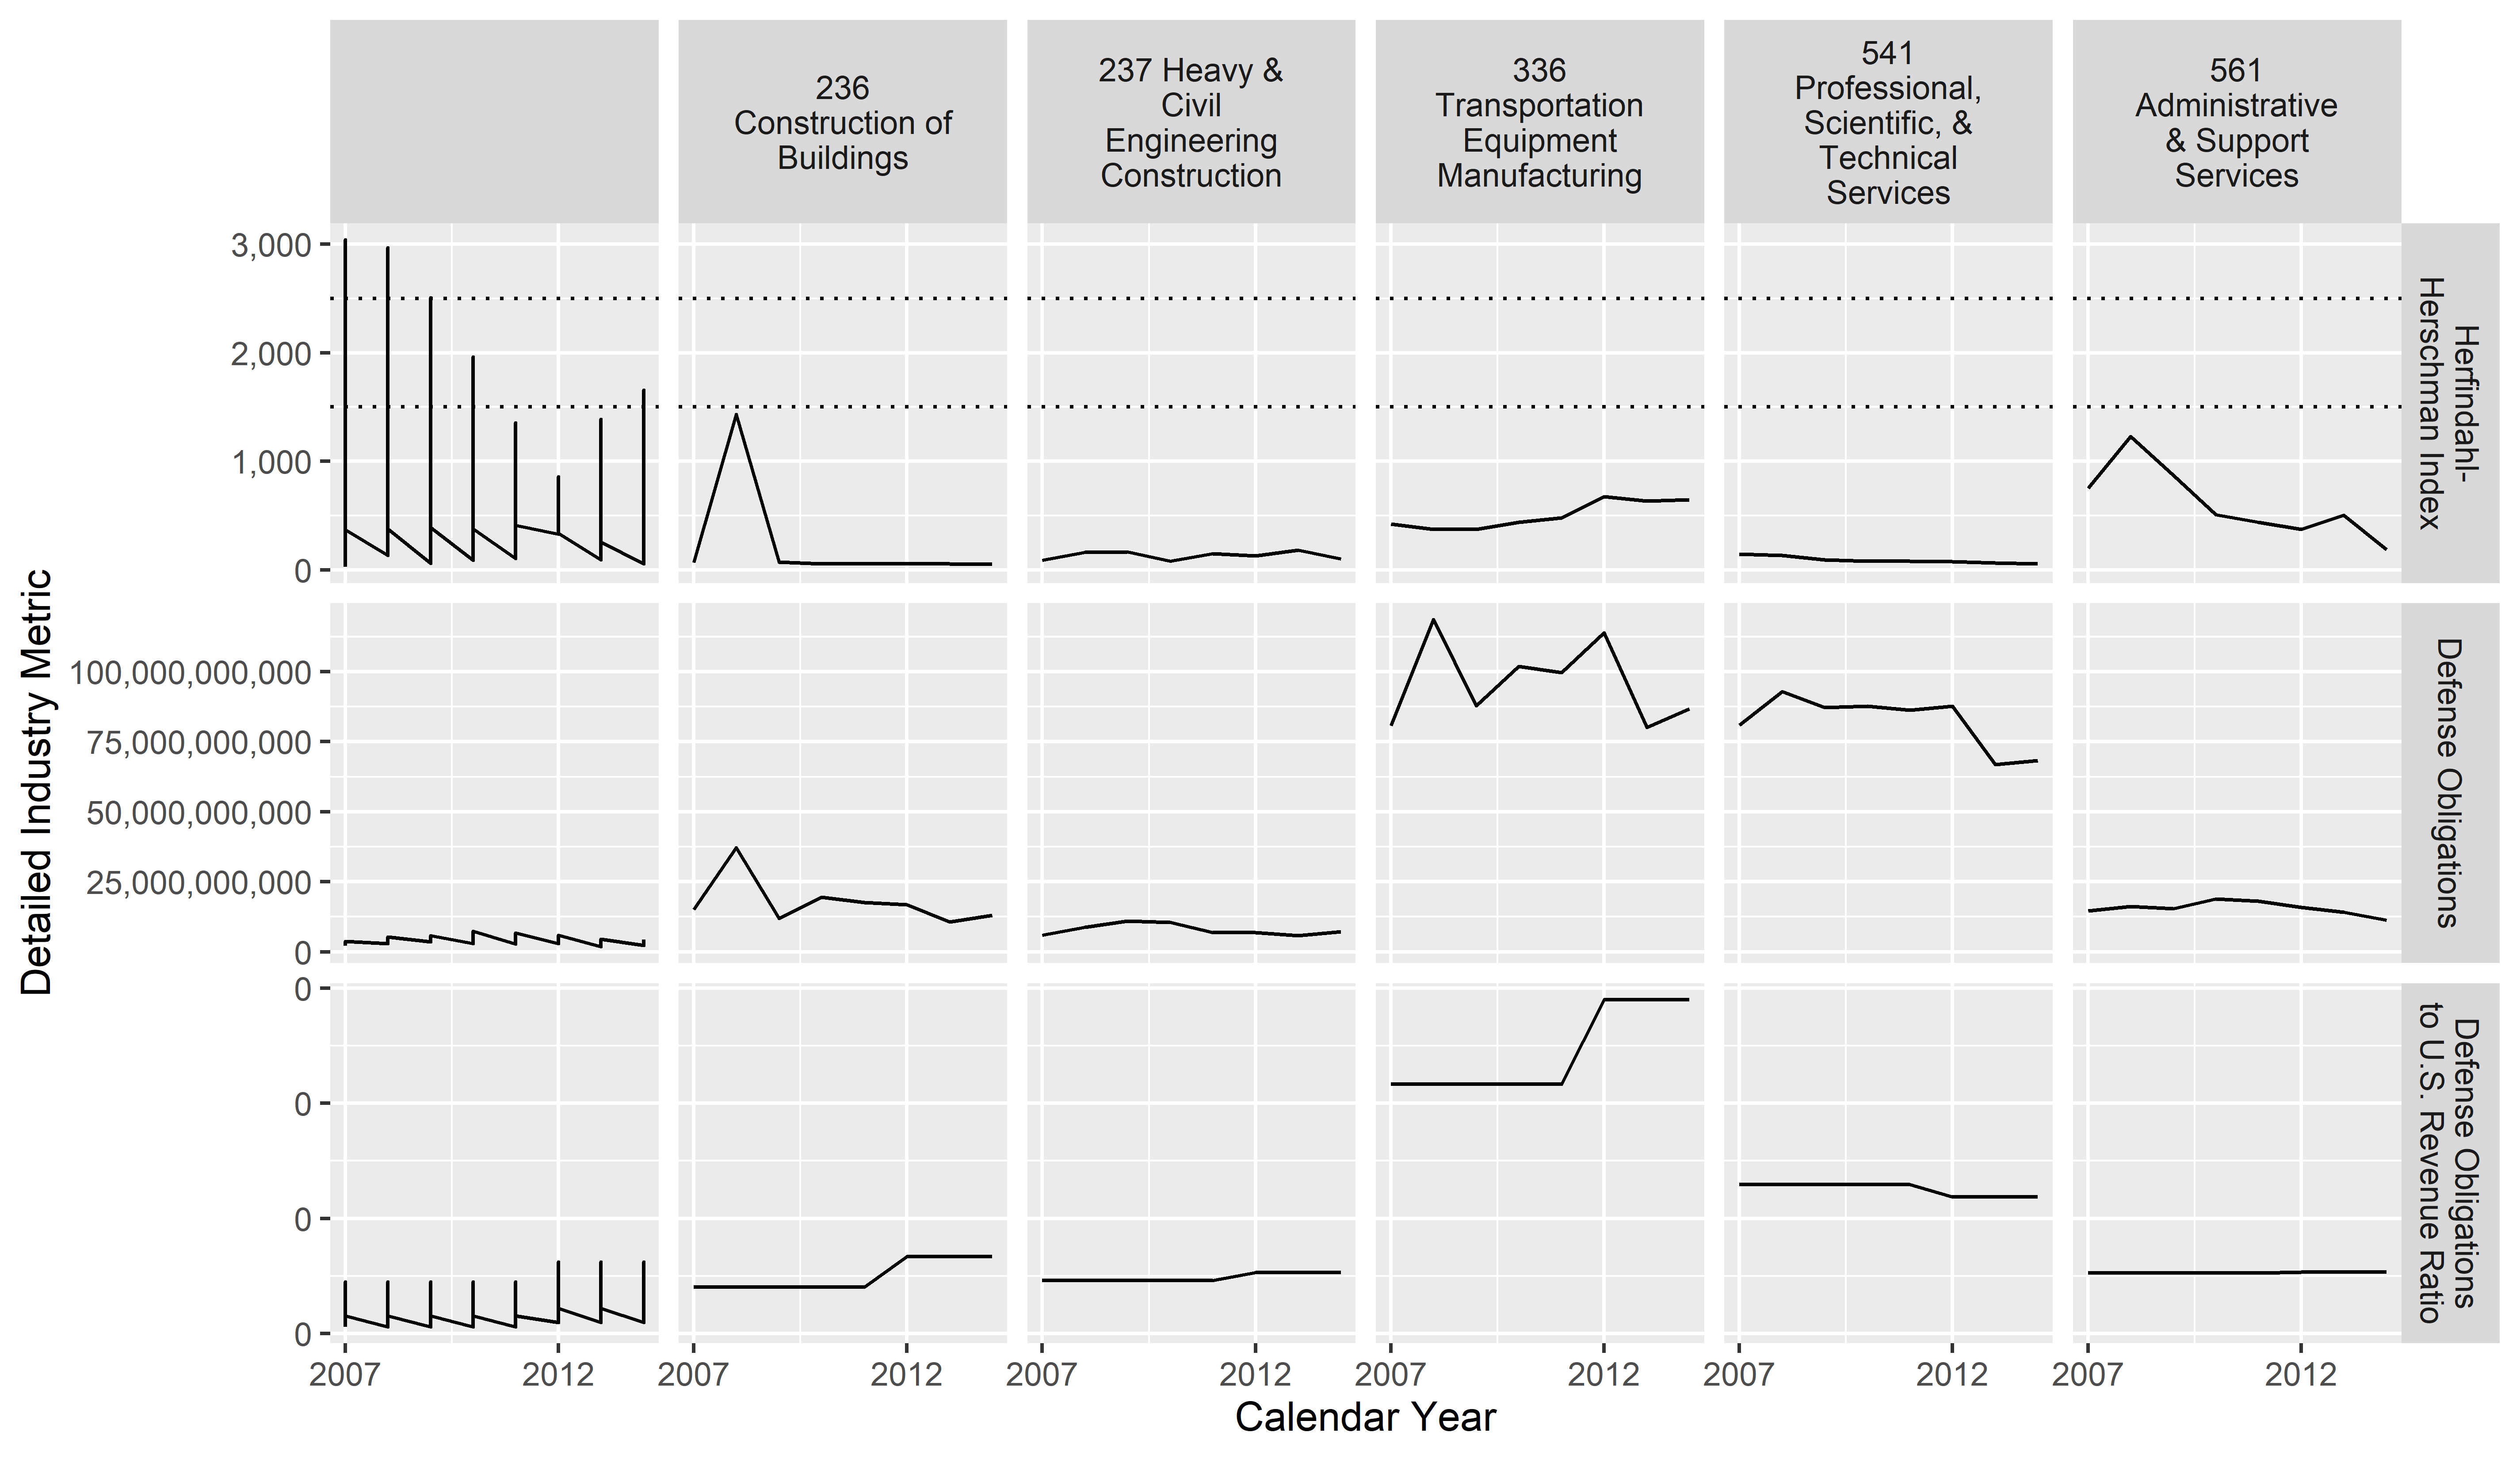 236
Construction of
Buildings
237 Heavy &
Civil
Engineering
Construction
336
Transportation
Equipment
Manufacturing
541
Professional,
Scientific, &
Technical
Services
561
Administrative
& Support
Services
3,000
2,000
1,000
0
Herfindahl-
Herschman Index
100,000,000,000
75,000,000,000
50,000,000,000
25,000,000,000
0
Defense Obligations
0
0
0
0
Defense Obligations
to U.S. Revenue Ratio
Detailed Industry Metric
2007
2012
2007
2012
2007
2012
2007
2012
2007
2012
2007
2012
Calendar Year